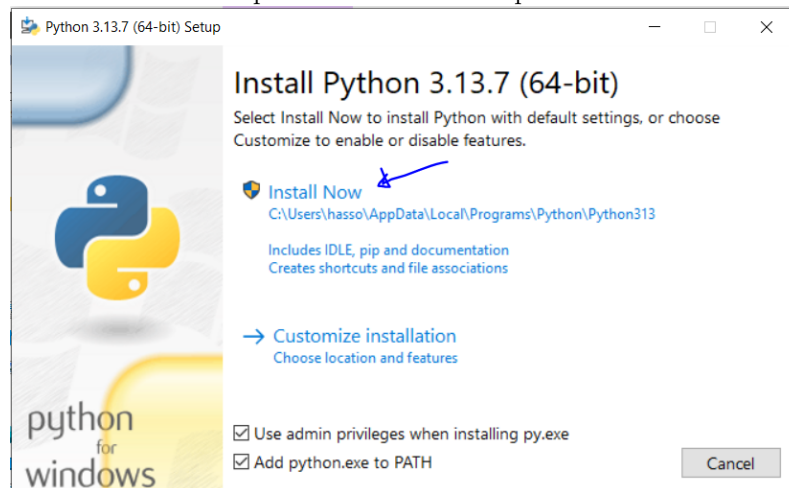 Python 3.13.7 (64-bit) Setup
Install Python 3.13.7 (64-bit)
Select Install Now to install Python with default settings, or choose
Customize to enable or disable features.
Install Now
C:\Users\hasso\AppData\Local\Programs\Python\Python313
Includes IDLE, pip and documentation
Creates shortcuts and file associations
→ Customize installation
Choose location and features
Use admin privileges when installing py.exe
Add python.exe to PATH
Cancel
python
for
windows